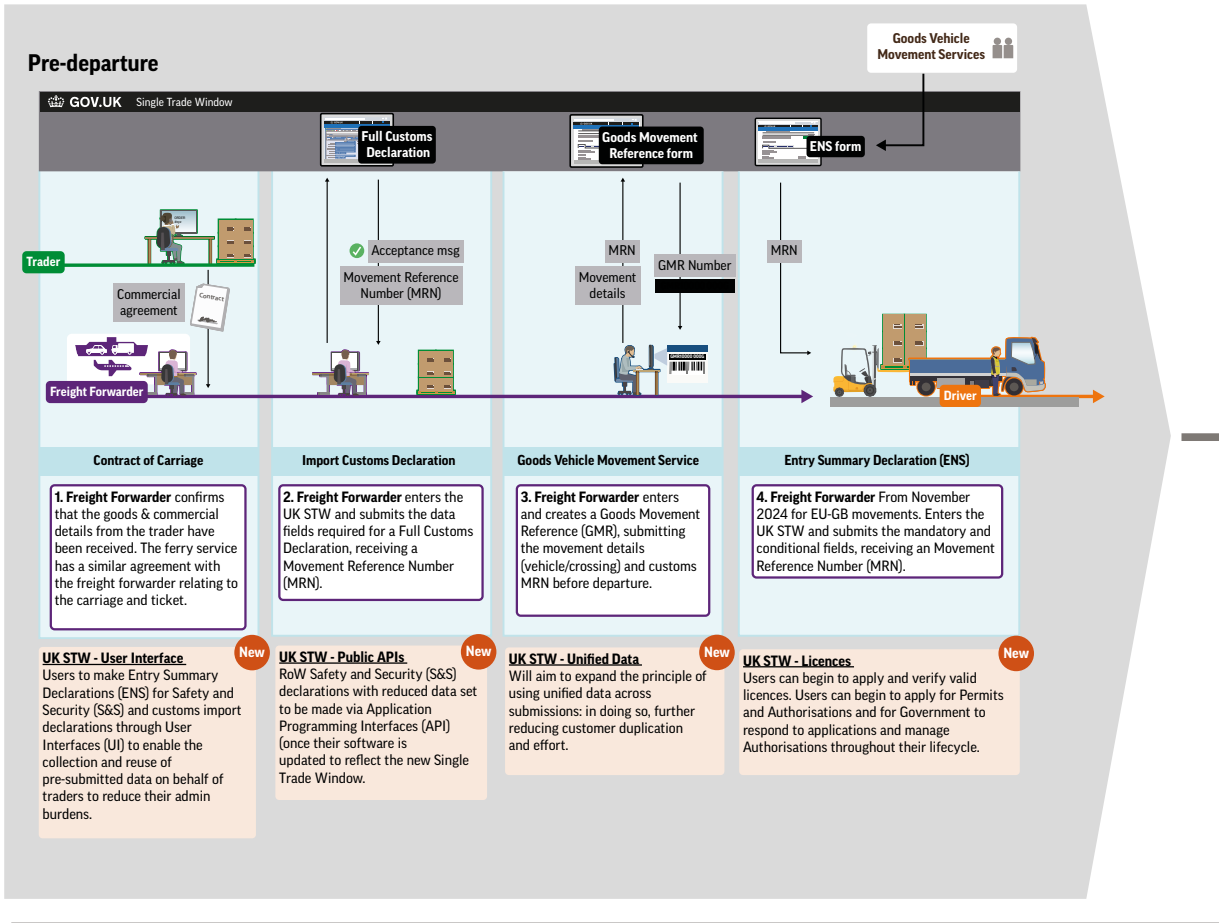 Goods Vehicle
Movement Services
Pre-departure
GOV.UK Single Trade Window
Full Customs
Declaration
Goods Movement
Reference form
ENS form
Trader
Commercial
agreement
Contract
Freight Forwarder
Acceptance msg
Movement Reference
Number (MRN)
MRN
Movement
details
GMR Number
MRN
Driver
Contract of Carriage
1. Freight Forwarder confirms
that the goods & commercial
details from the trader have
been received. The ferry service
has a similar agreement with
the freight forwarder relating to
the carriage and ticket.
Import Customs Declaration
2. Freight Forwarder enters the
UK STW and submits the data
fields required for a Full Customs
Declaration, receiving a
Movement Reference Number
(MRN).
Goods Vehicle Movement Service
3. Freight Forwarder enters
and creates a Goods Movement
Reference (GMR), submitting
the movement details
(vehicle/crossing) and customs
MRN before departure.
Entry Summary Declaration (ENS)
4. Freight Forwarder From November
2024 for EU-GB movements. Enters the
UK STW and submits the mandatory and
conditional fields, receiving an Movement
Reference Number (MRN).
New
UK STW - User Interface
Users to make Entry Summary
Declarations (ENS) for Safety and
Security (S&S) and customs import
declarations through User
Interfaces (UI) to enable the
collection and reuse of
pre-submitted data on behalf of
traders to reduce their admin
burdens.
New
UK STW - Public APIs
RoW Safety and Security (S&S)
declarations with reduced data set
to be made via Application
Programming Interfaces (API)
(once their software is
updated to reflect the new Single
Trade Window.
New
UK STW - Unified Data
Will aim to expand the principle of
using unified data across
submissions: in doing so, further
reducing customer duplication
and effort.
New
UK STW - Licences
Users can begin to apply and verify valid
licences. Users can begin to apply for Permits
and Authorisations and for Government to
respond to applications and manage
Authorisations throughout their lifecycle.